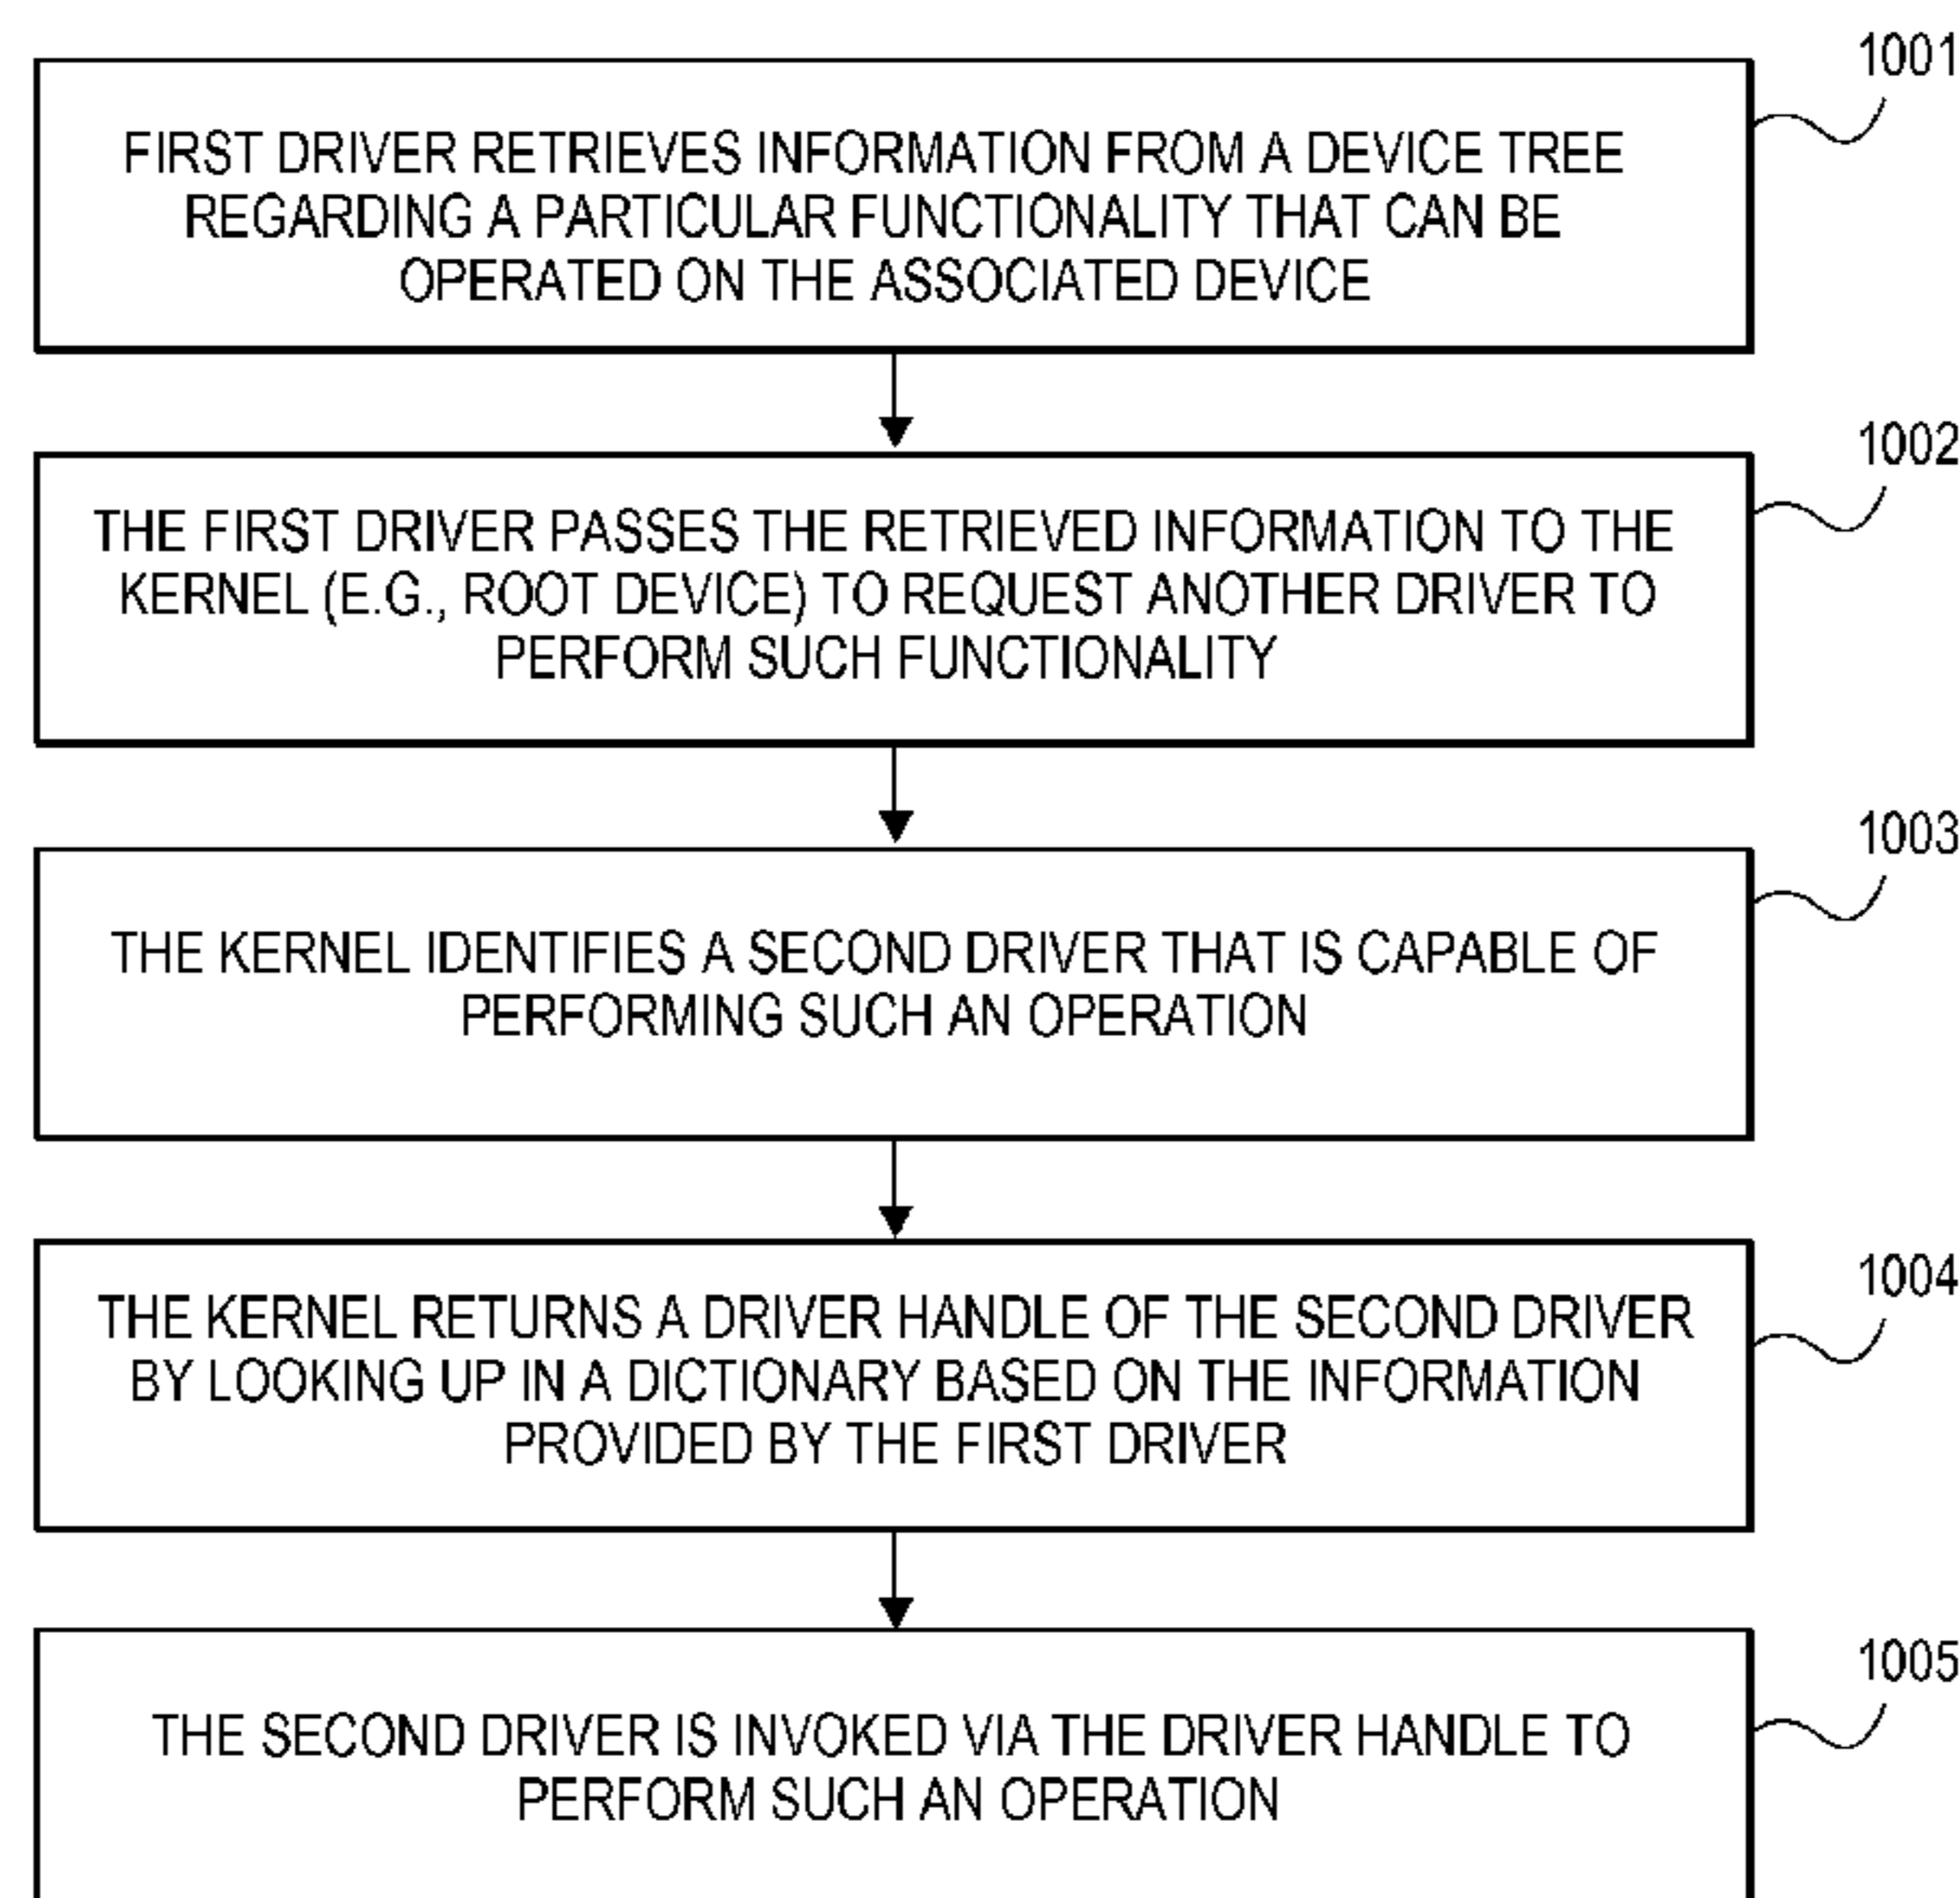 1001
FIRST DRIVER RETRIEVES INFORMATION FROM A DEVICE TREE
REGARDING A PARTICULAR FUNCTIONALITY THAT CAN BE
OPERATED ON THE ASSOCIATED DEVICE
1002
THE FIRST DRIVER PASSES THE RETRIEVED INFORMATION TO THE
KERNEL (E.G., ROOT DEVICE) TO REQUEST ANOTHER DRIVER TO
PERFORM SUCH FUNCTIONALITY
1003
THE KERNEL IDENTIFIES A SECOND DRIVER THAT IS CAPABLE OF
PERFORMING SUCH AN OPERATION
1004
THE KERNEL RETURNS A DRIVER HANDLE OF THE SECOND DRIVER
BY LOOKING UP IN A DICTIONARY BASED ON THE INFORMATION
PROVIDED BY THE FIRST DRIVER
1005
THE SECOND DRIVER IS INVOKED VIA THE DRIVER HANDLE TO
PERFORM SUCH AN OPERATION